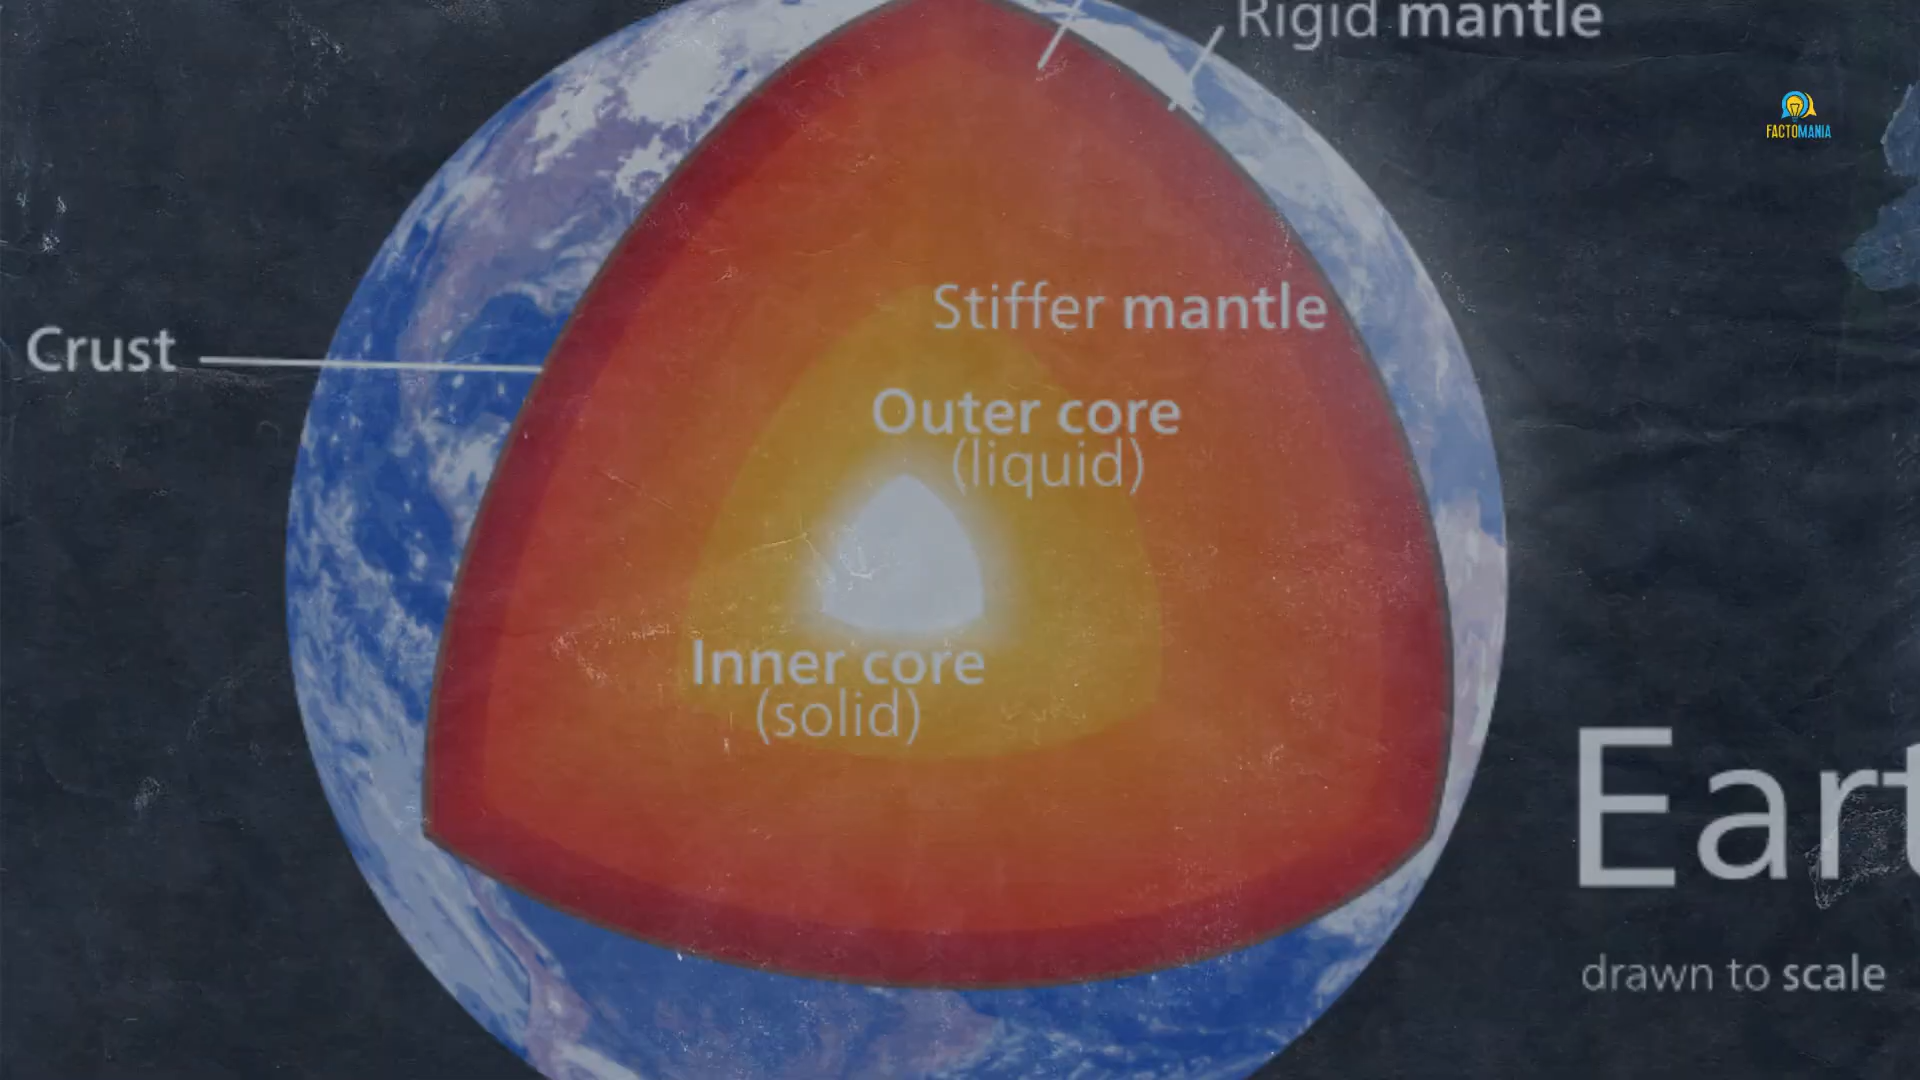 Rigid mantle
FACTOMANIA
Stiffer mantle
Crust
Outer core
(liquid)
Inner core
(solid)
Eart
drawn to scale